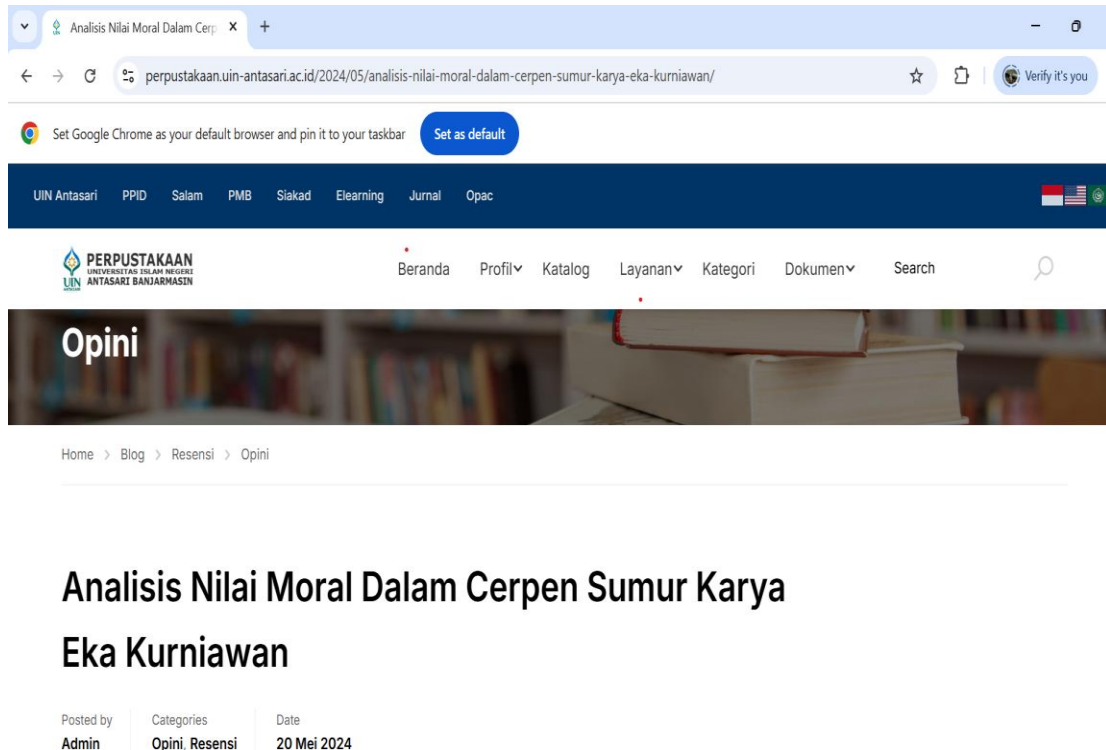 Analisis Nilai Moral Dalam Cerp
perpustakaan.uin-antasari.ac.id/2024/05/analisis-nilai-moral-dalam-cerpen-sumur-karya-eka-kurniawan/
Verify it's you
Set Google Chrome as your default browser and pin it to your taskbar Set as default
UIN Antasari PPID Salam PMB Siakad Elearning Jurnal Opac
PERPUSTAKAAN
UNIVERSITAS ISLAM NEGERI
UIN ANTASARI BANJARMASIN
Beranda Profil Katalog Layanan Kategori Dokumen Search
Opini
Home > Blog > Resensi > Opini
Analisis Nilai Moral Dalam Cerpen Sumur Karya
Eka Kurniawan
Posted by Categories Date
Admin Opini, Resensi 20 Mei 2024